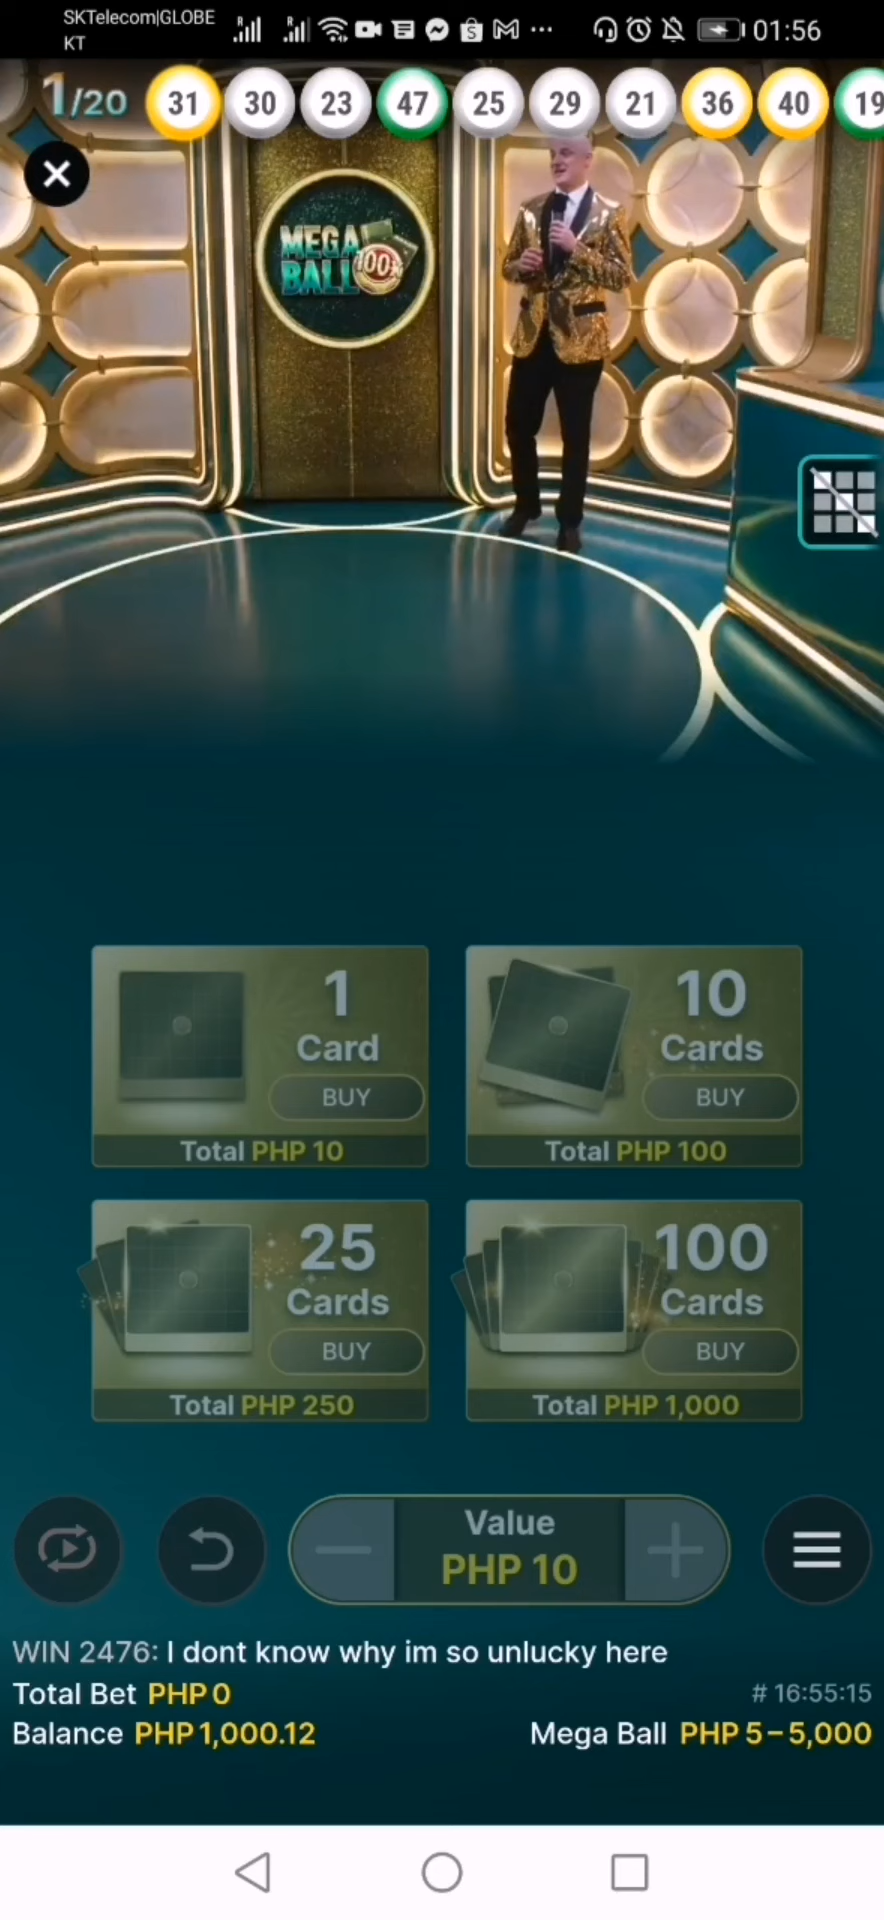 SKTelecom|GLOBE
KT
01:56
1/20 31 30 23 47 25 29 21 36 40 19
MEGA
BALL
100x
1
Card
BUY
Total PHP 10
10
Cards
BUY
Total PHP 100
25
Cards
BUY
Total PHP 250
100
Cards
BUY
Total PHP 1,000
Value
PHP 10
WIN 2476: I dont know why im so unlucky here
Total Bet PHP 0
# 16:55:15
Balance PHP 1,000.12
Mega Ball PHP 5–5,000